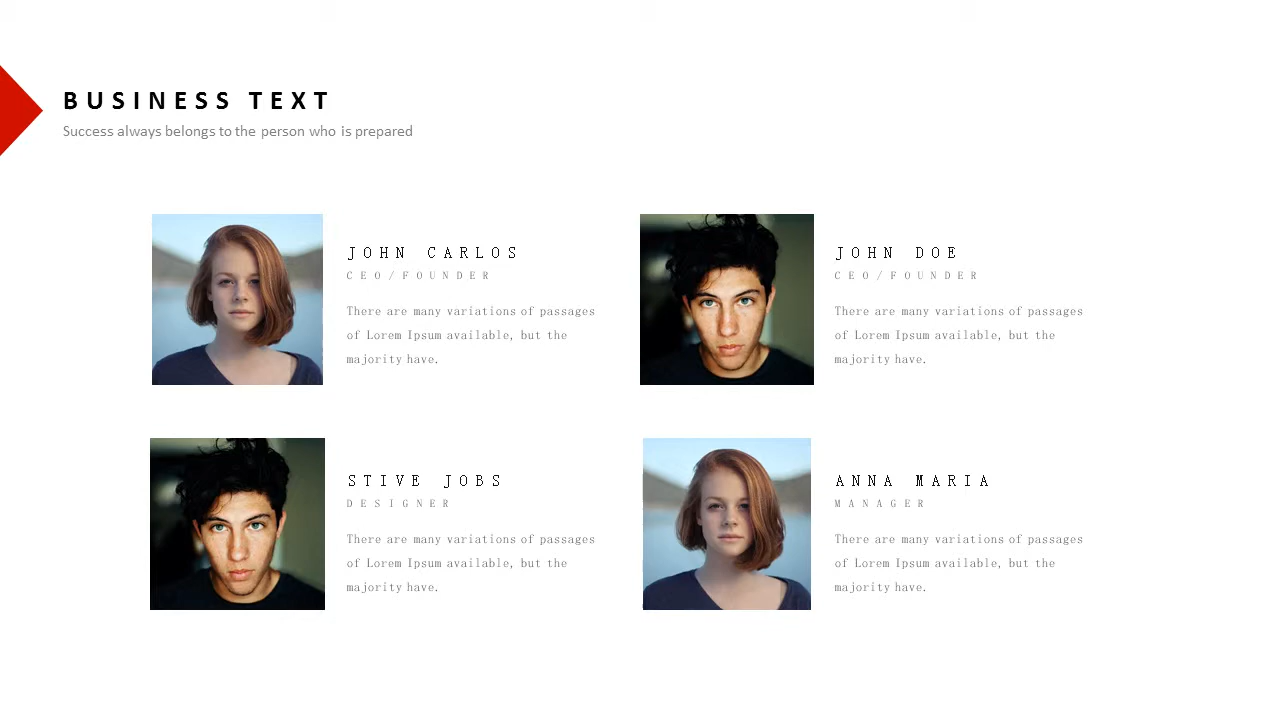 BUSINESS TEXT
Success always belongs to the person who is prepared
JOHN CARLOS
CEO/FOUNDER
There are many variations of passages
of Lorem Ipsum available, but the
majority have.
JOHN DOE
CEO/FOUNDER
There are many variations of passages
of Lorem Ipsum available, but the
majority have.
STIVE JOBS
DESIGNER
There are many variations of passages
of Lorem Ipsum available, but the
majority have.
ANNA MARIA
MANAGER
There are many variations of passages
of Lorem Ipsum available, but the
majority have.